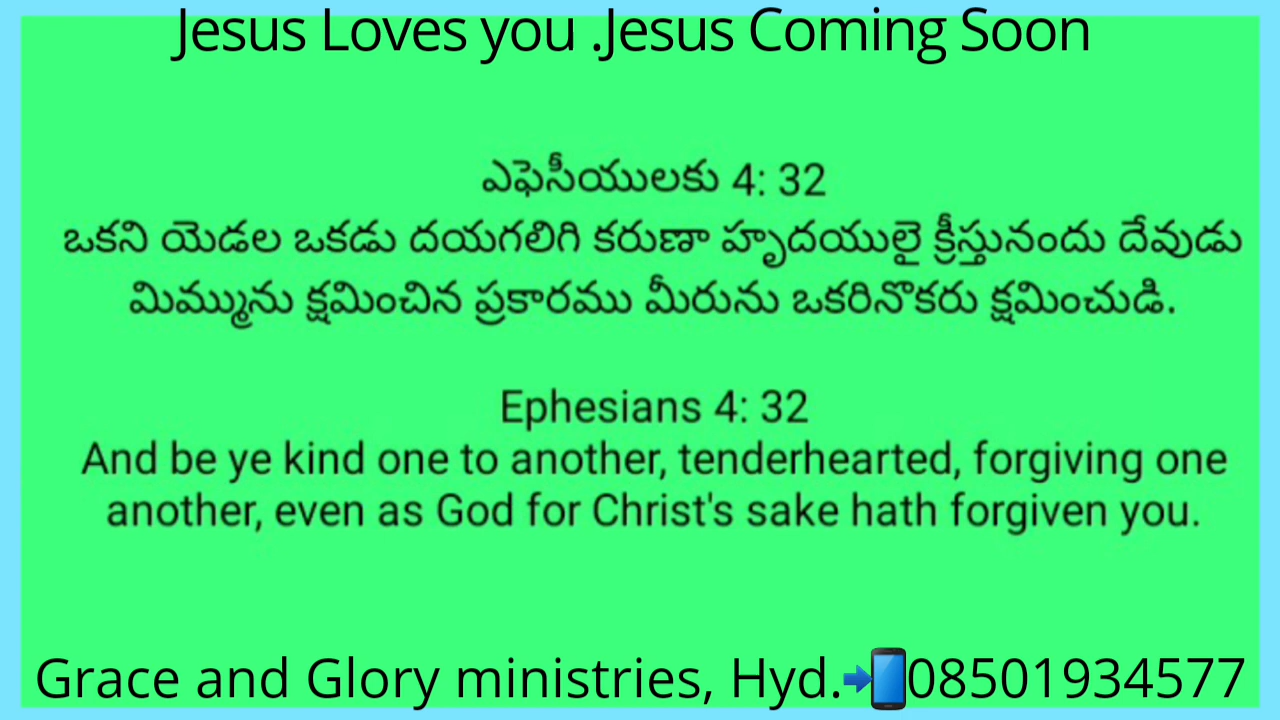 Jesus Loves you .Jesus Coming Soon
ఎఫెసీయులకు 4: 32
ఒకని యెడల ఒకడు దయగలిగి కరుణా హృదయులై క్రీస్తునందు దేవుడు
మిమ్మును క్షమించిన ప్రకారము మీరును ఒకరినొకరు క్షమించుడి.
Ephesians 4: 32
And be ye kind one to another, tenderhearted, forgiving one
another, even as God for Christ's sake hath forgiven you.
Grace and Glory ministries, Hyd.📲08501934577